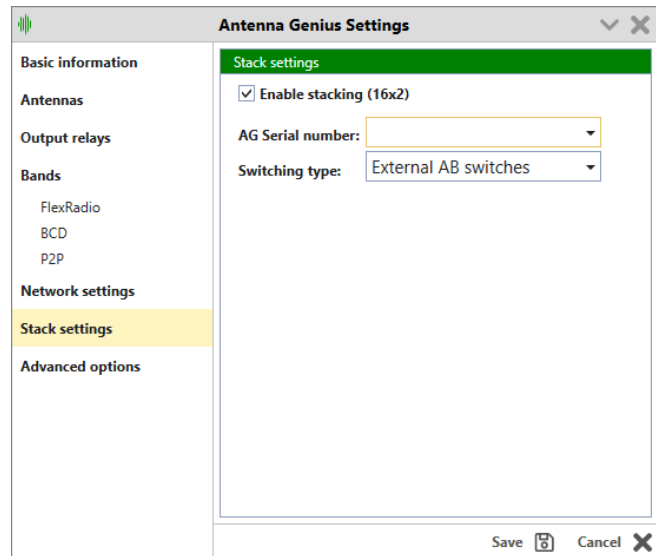 Antenna Genius Settings
Basic information
Antennas
Output relays
Bands
FlexRadio
BCD
P2P
Network settings
Stack settings
Advanced options
Stack settings
Enable stacking (16x2)
AG Serial number:
Switching type: External AB switches
Save Cancel